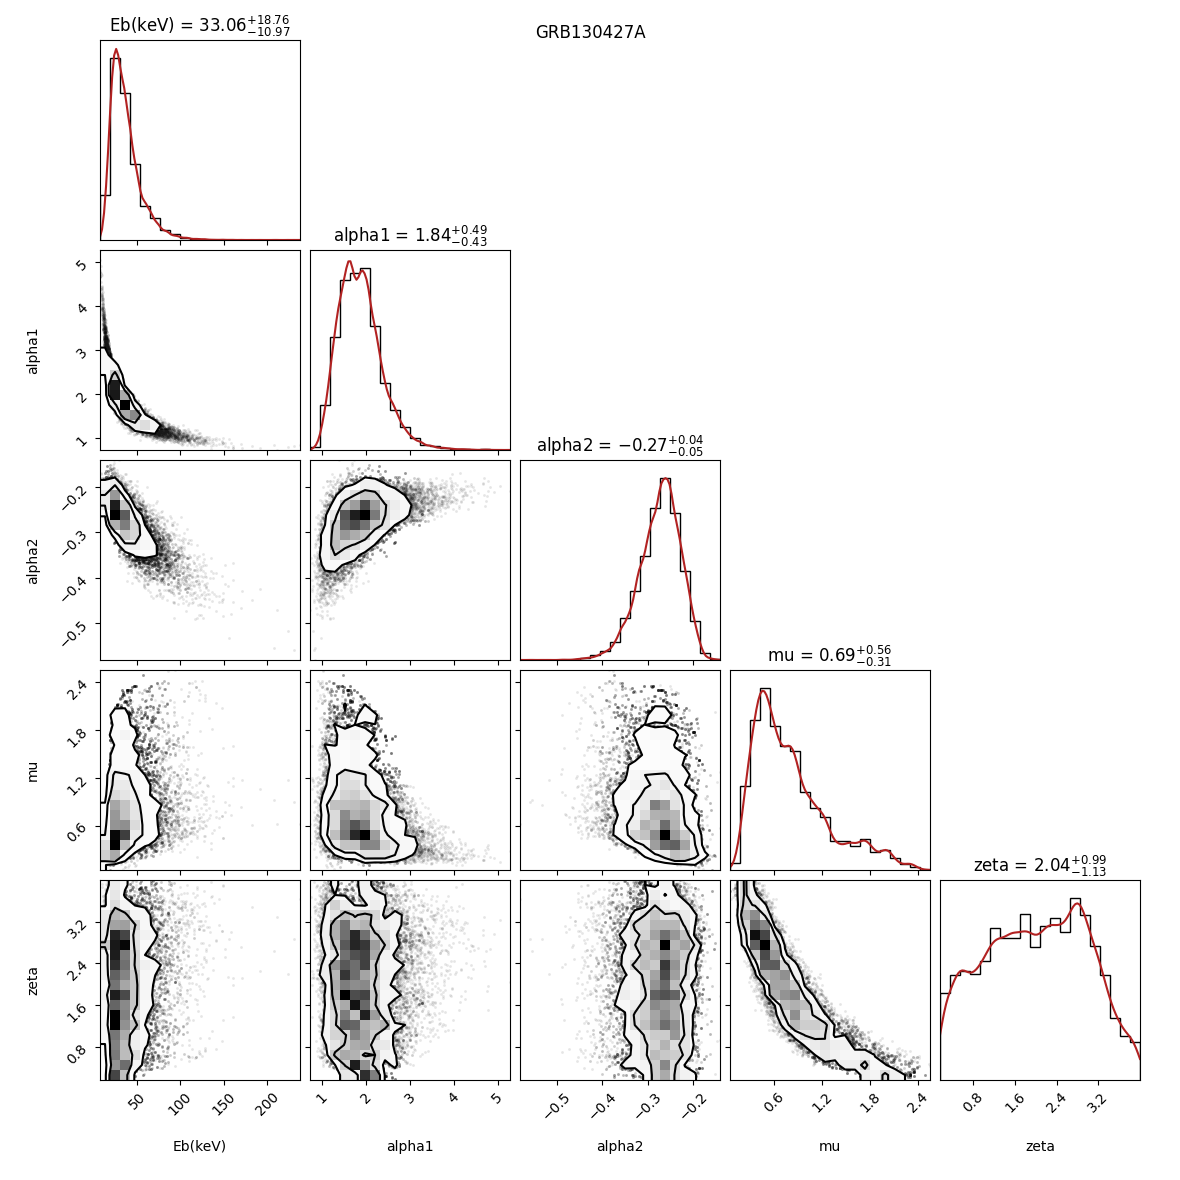 GRB130427A
Eb(keV) = 33.06+18.76−10.97
alpha1 = 1.84+0.49−0.43
5
4
3
2
1
alpha1
alpha2 = −0.27+0.04−0.05
−0.2
−0.3
−0.4
−0.5
alpha2
mu = 0.69+0.56−0.31
2.4
1.8
1.2
0.6
mu
zeta = 2.04+0.99−1.13
3.2
2.4
1.6
0.8
zeta
50 100 150 200
1 2 3 4 5
−0.5 −0.4 −0.3 −0.2
0.6 1.2 1.8 2.4
0.8 1.6 2.4 3.2
Eb(keV) alpha1 alpha2 mu zeta